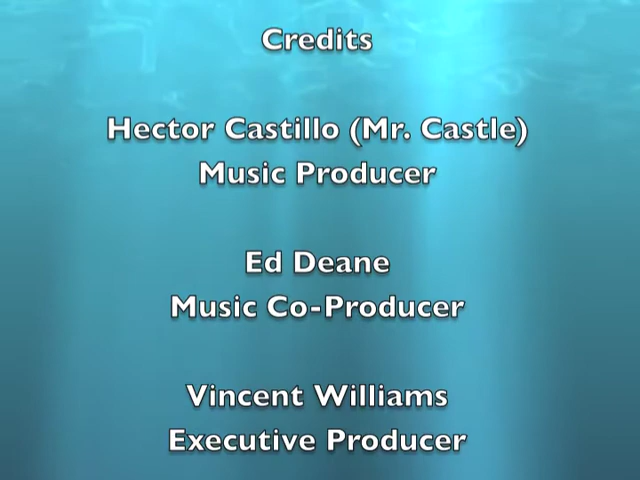 Credits
Hector Castillo (Mr. Castle)
Music Producer
Ed Deane
Music Co-Producer
Vincent Williams
Executive Producer